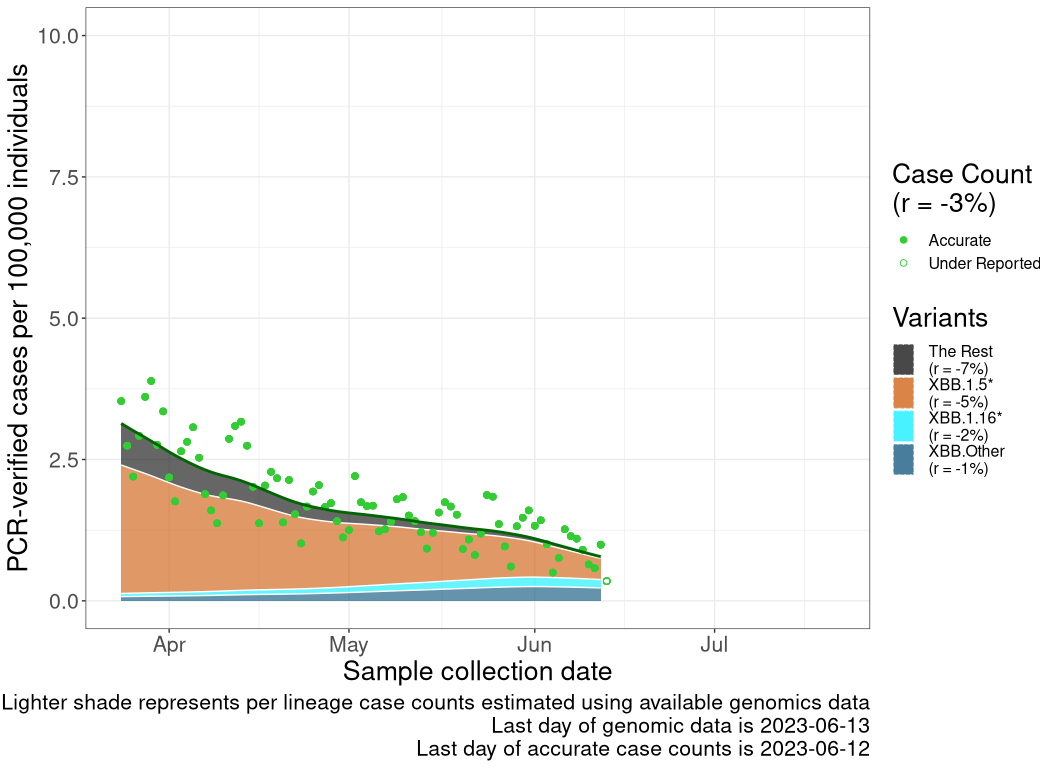 PCR-verified cases per 100,000 individuals
10.0
7.5
5.0
2.5
0.0
Apr
May
Jun
Jul
Sample collection date
Case Count
(r = -3%)
Accurate
Under Reported
Variants
The Rest
(r = -7%)
XBB.1.5*
(r = -5%)
XBB.1.16*
(r = -2%)
XBB.Other
(r = -1%)
Lighter shade represents per lineage case counts estimated using available genomics data
Last day of genomic data is 2023-06-13
Last day of accurate case counts is 2023-06-12